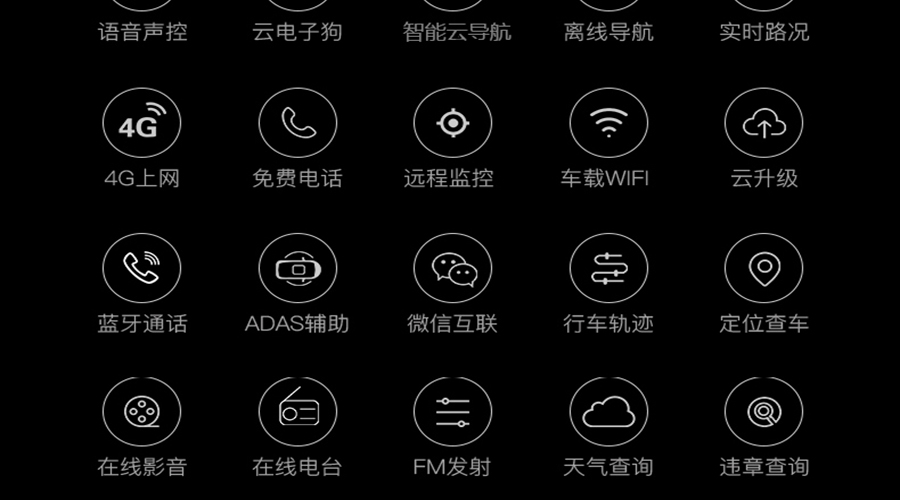 语音声控 云电子狗 智能云导航 离线导航 实时路况
4G
4G上网 免费电话 远程监控 车载WIFI 云升级
蓝牙通话 ADAS辅助 微信互联 行车轨迹 定位查车
在线影音 在线电台 FM发射 天气查询 违章查询